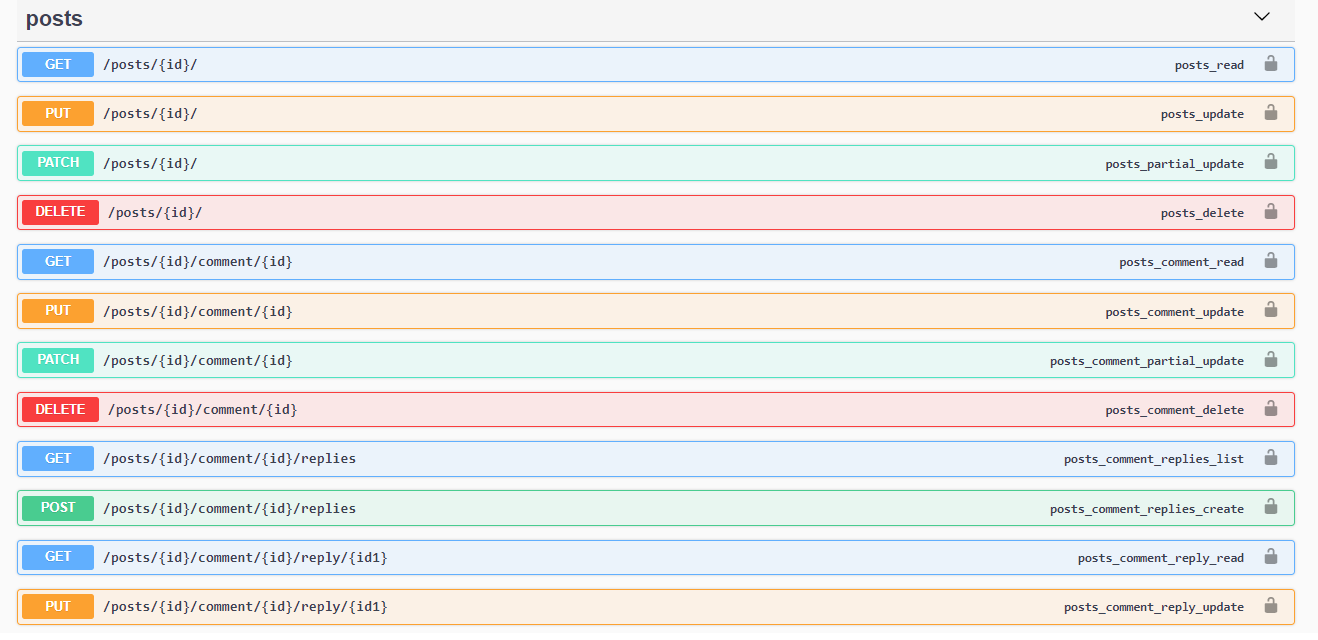 posts
GET /posts/{id}/ posts_read
PUT /posts/{id}/ posts_update
PATCH /posts/{id}/ posts_partial_update
DELETE /posts/{id}/ posts_delete
GET /posts/{id}/comment/{id} posts_comment_read
PUT /posts/{id}/comment/{id} posts_comment_update
PATCH /posts/{id}/comment/{id} posts_comment_partial_update
DELETE /posts/{id}/comment/{id} posts_comment_delete
GET /posts/{id}/comment/{id}/replies posts_comment_replies_list
POST /posts/{id}/comment/{id}/replies posts_comment_replies_create
GET /posts/{id}/comment/{id}/reply/{id1} posts_comment_reply_read
PUT /posts/{id}/comment/{id}/reply/{id1} posts_comment_reply_update